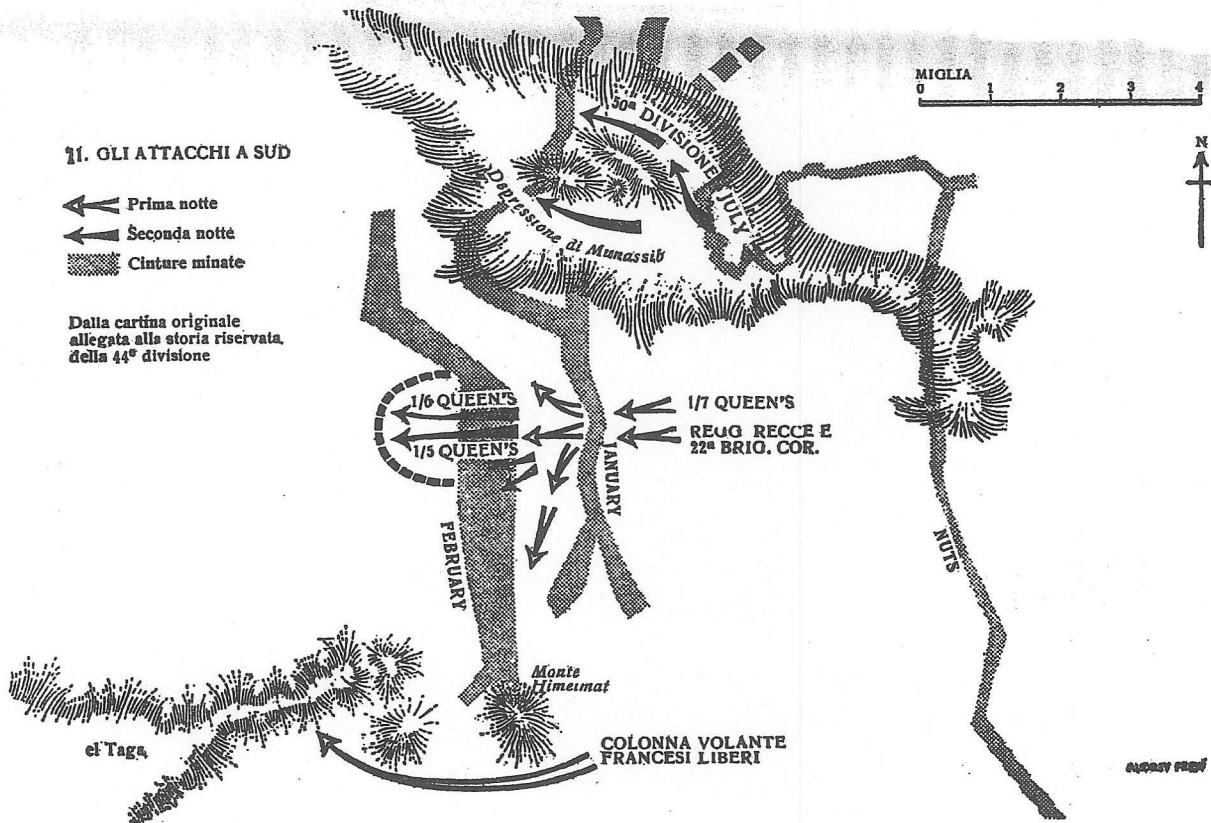 MIGLIA
0 1 2 3 4
N
11. GLI ATTACCHI A SUD
Prima notte
Seconda notte
Cinture minate
Dalla cartina originale
allegata alla storia riservata
della 44ª divisione
50ª DIVISIONE
JULY
Depressione di Munassib
1/6 QUEEN'S
1/5 QUEEN'S
1/7 QUEEN'S
REGG. RECCE E
22ª BRIG. COR.
JANUARY
FEBRUARY
NUTS
Monte
Himeimat
el Taga
COLONNA VOLANTE
FRANCESI LIBERI